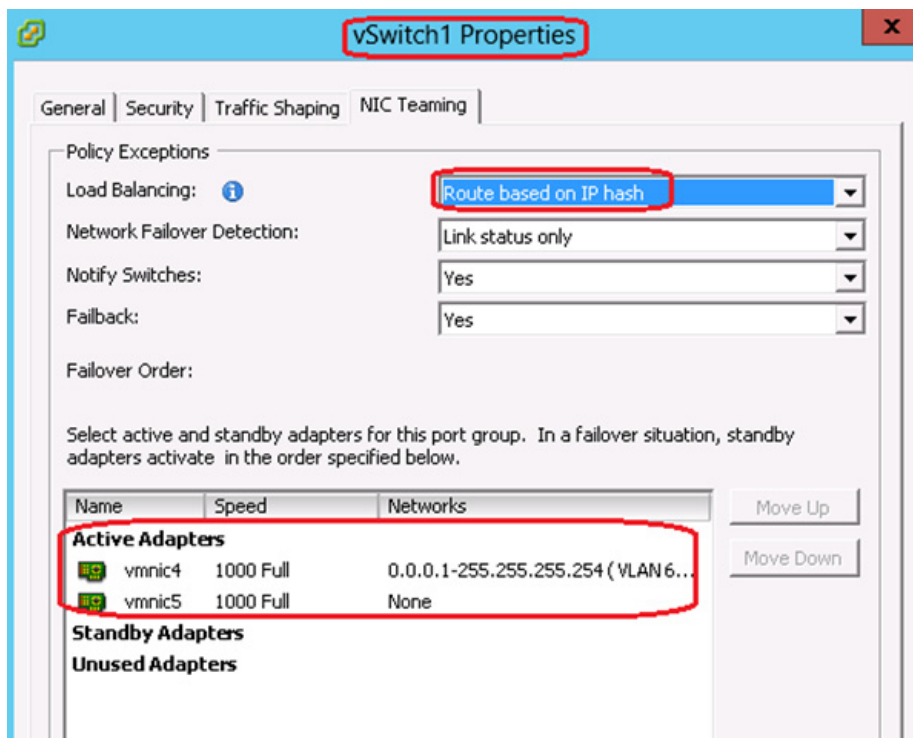 vSwitch1 Properties
x
General Security Traffic Shaping NIC Teaming
Policy Exceptions
Load Balancing: i Route based on IP hash
Network Failover Detection: Link status only
Notify Switches: Yes
Failback: Yes
Failover Order:
Select active and standby adapters for this port group. In a failover situation, standby
adapters activate in the order specified below.
Name Speed Networks
Move Up
Active Adapters
Move Down
vmnic4 1000 Full 0.0.0.1-255.255.255.254 ( VLAN 6...
vmnic5 1000 Full None
Standby Adapters
Unused Adapters